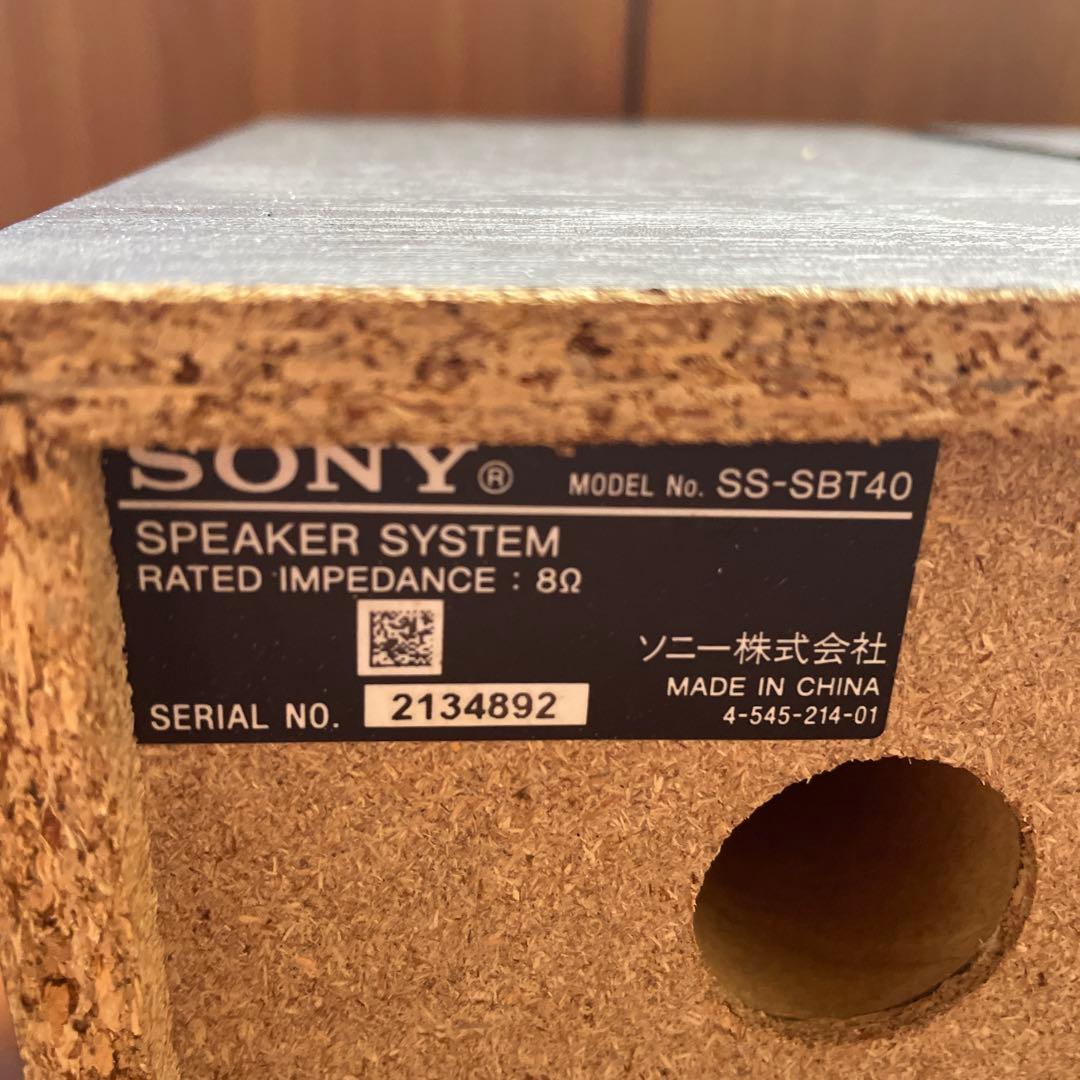 SONY® MODEL No. SS-SBT40
SPEAKER SYSTEM
RATED IMPEDANCE : 8Ω
ソニー株式会社
MADE IN CHINA
SERIAL NO. 2134892
4-545-214-01